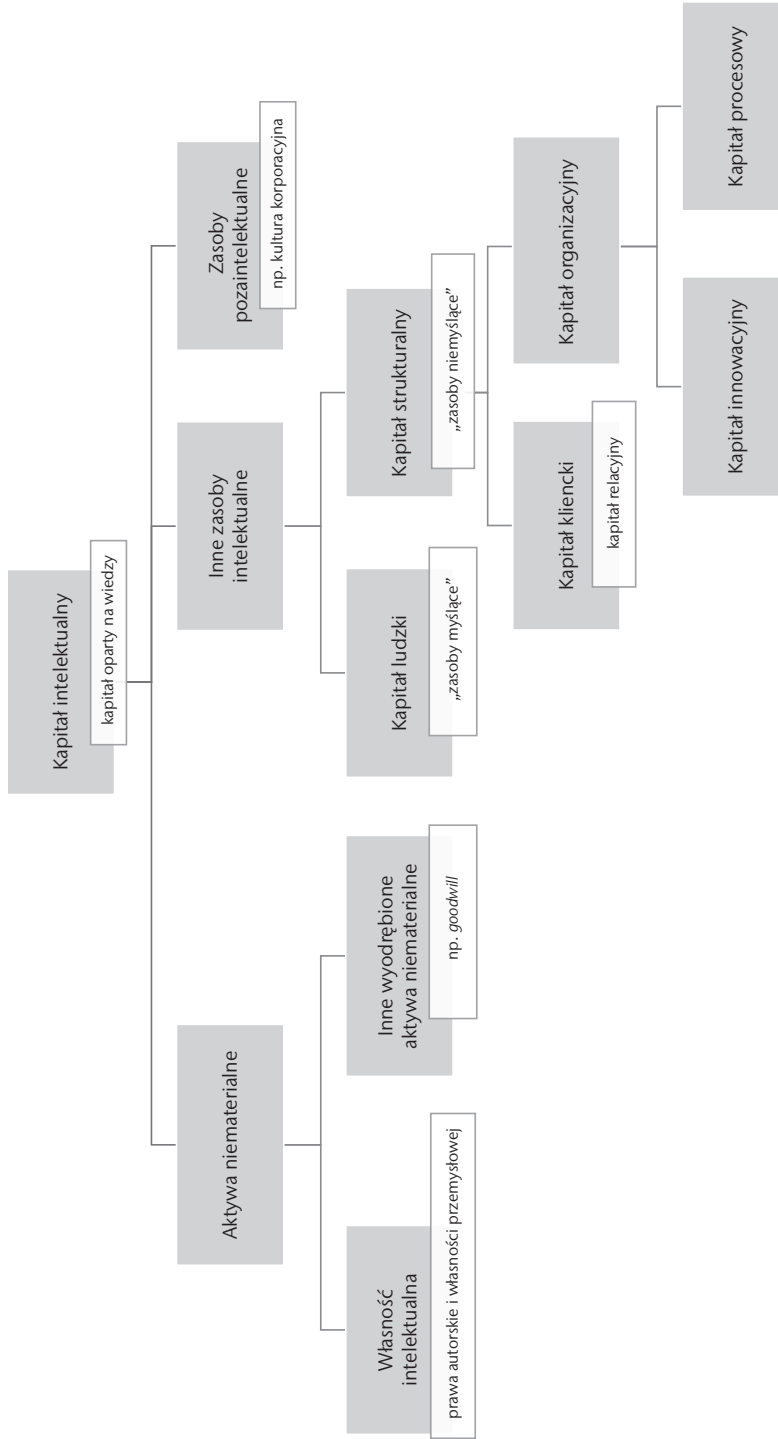 Kapitał intelektualny
kapitał oparty na wiedzy
Aktywa niematerialne
Inne zasoby
intelektualne
Zasoby
pozaintelektualne
np. kultura korporacyjna
Własność
intelektualna
prawa autorskie i własności przemysłowej
Inne wyodrębione
aktywa niematerialne
np. goodwill
Kapitał ludzki
„zasoby myślące”
Kapitał strukturalny
„zasoby niemyślące”
Kapitał kliencki
kapitał relacyjny
Kapitał organizacyjny
Kapitał innowacyjny
Kapitał procesowy